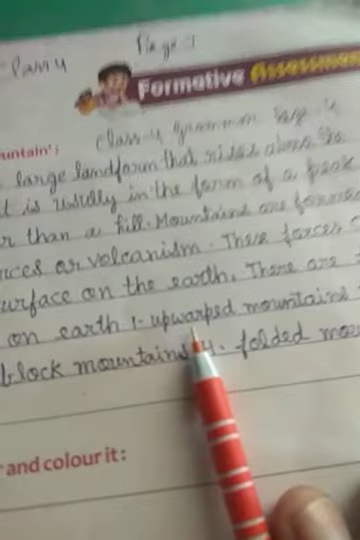 Page 1
Formative Assessmen
Class-4 grammar Page 4
untain':
large landform that rises above the
t is usually in the form of a peak
r than a hill. Mountains are forme
rces or volcanism. These forces
urface on the earth. There are
on earth 1. upwarped mountains
block mountains 4. folded mou
and colour it: